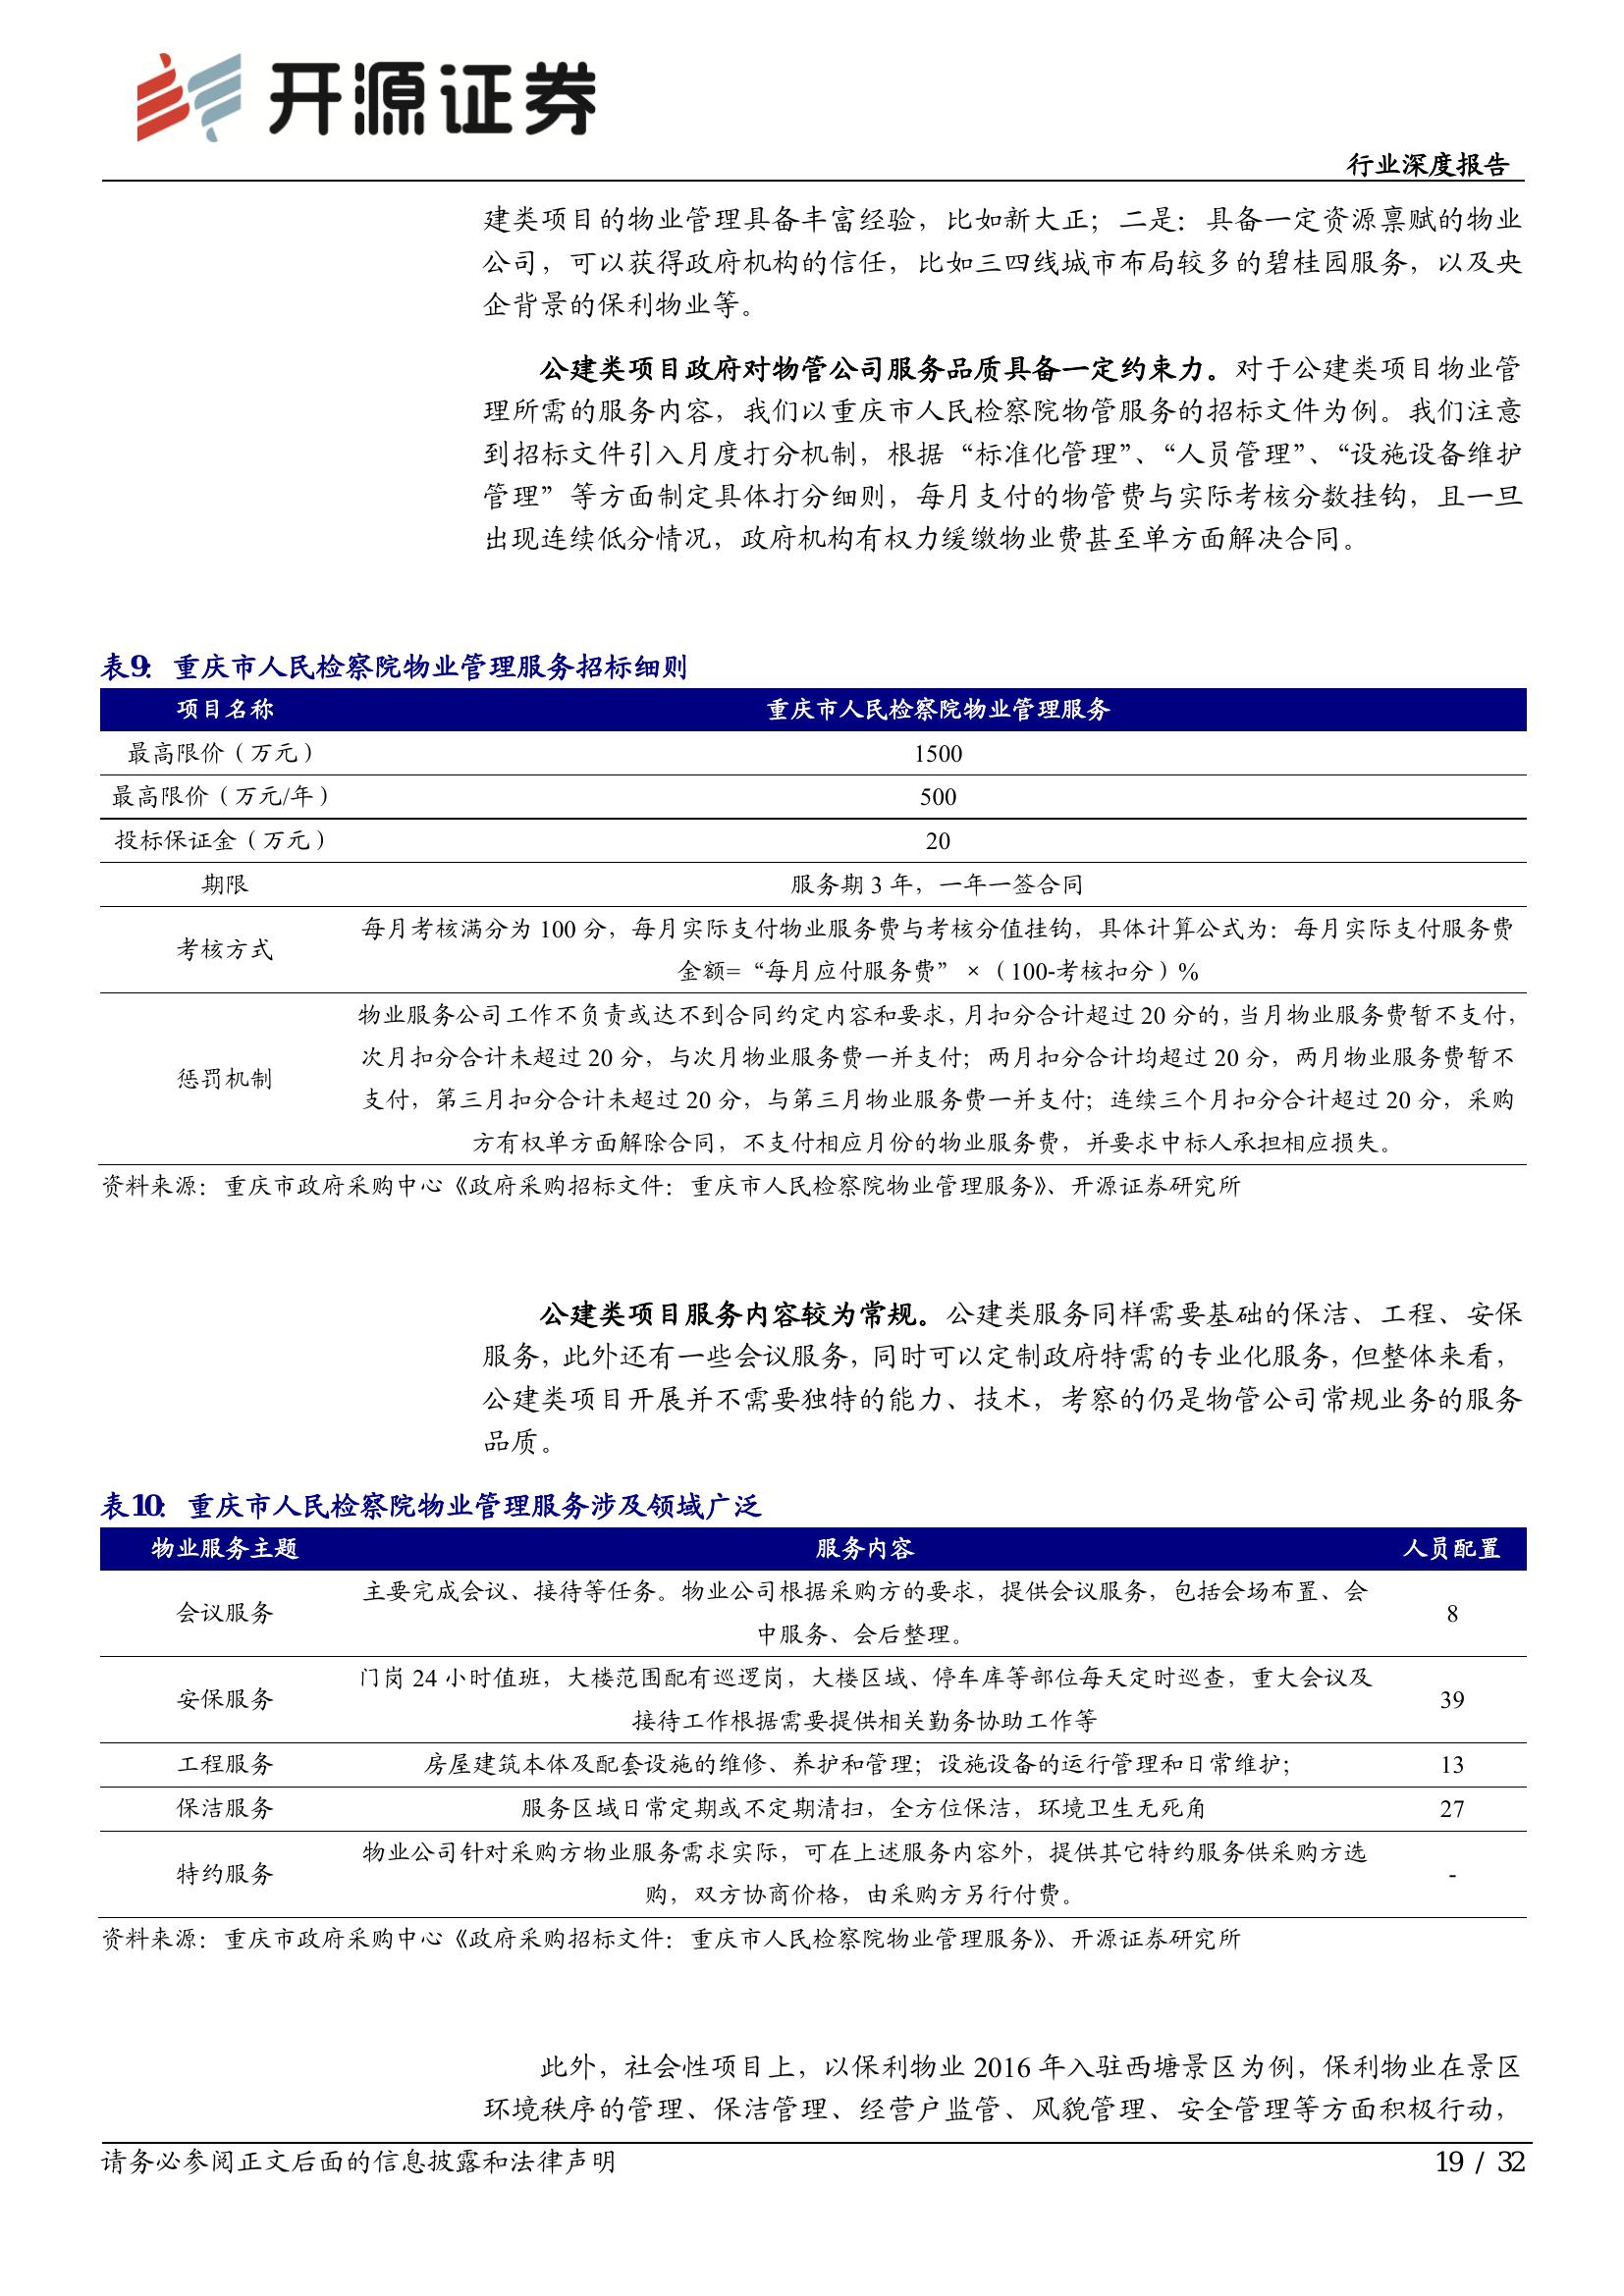 开源证券
行业深度报告
建类项目的物业管理具备丰富经验，比如新大正；二是：具备一定资源禀赋的物业
公司，可以获得政府机构的信任，比如三四线城市布局较多的碧桂园服务，以及央
企背景的保利物业等。
公建类项目政府对物管公司服务品质具备一定约束力。对于公建类项目物业管
理所需的服务内容，我们以重庆市人民检察院物管服务的招标文件为例。我们注意
到招标文件引入月度打分机制，根据“标准化管理”、“人员管理”、“设施设备维护
管理”等方面制定具体打分细则，每月支付的物管费与实际考核分数挂钩，且一旦
出现连续低分情况，政府机构有权力缓缴物业费甚至单方面解决合同。
表9：重庆市人民检察院物业管理服务招标细则
项目名称 重庆市人民检察院物业管理服务
最高限价（万元） 1500
最高限价（万元/年） 500
投标保证金（万元） 20
期限 服务期 3 年，一年一签合同
考核方式 每月考核满分为 100 分，每月实际支付物业服务费与考核分值挂钩，具体计算公式为：每月实际支付服务费
金额=“每月应付服务费” ×（100-考核扣分）%
惩罚机制 物业服务公司工作不负责或达不到合同约定内容和要求，月扣分合计超过 20 分的，当月物业服务费暂不支付，
次月扣分合计未超过 20 分，与次月物业服务费一并支付；两月扣分合计均超过 20 分，两月物业服务费暂不
支付，第三月扣分合计未超过 20 分，与第三月物业服务费一并支付；连续三个月扣分合计超过 20 分，采购
方有权单方面解除合同，不支付相应月份的物业服务费，并要求中标人承担相应损失。
资料来源：重庆市政府采购中心《政府采购招标文件：重庆市人民检察院物业管理服务》、开源证券研究所
公建类项目服务内容较为常规。公建类服务同样需要基础的保洁、工程、安保
服务，此外还有一些会议服务，同时可以定制政府特需的专业化服务，但整体来看，
公建类项目开展并不需要独特的能力、技术，考察的仍是物管公司常规业务的服务
品质。
表10：重庆市人民检察院物业管理服务涉及领域广泛
物业服务主题 服务内容 人员配置
会议服务 主要完成会议、接待等任务。物业公司根据采购方的要求，提供会议服务，包括会场布置、会 8
中服务、会后整理。
安保服务 门岗 24 小时值班，大楼范围配有巡逻岗，大楼区域、停车库等部位每天定时巡查，重大会议及 39
接待工作根据需要提供相关勤务协助工作等
工程服务 房屋建筑本体及配套设施的维修、养护和管理；设施设备的运行管理和日常维护； 13
保洁服务 服务区域日常定期或不定期清扫，全方位保洁，环境卫生无死角 27
特约服务 物业公司针对采购方物业服务需求实际，可在上述服务内容外，提供其它特约服务供采购方选 -
购，双方协商价格，由采购方另行付费。
资料来源：重庆市政府采购中心《政府采购招标文件：重庆市人民检察院物业管理服务》、开源证券研究所
此外，社会性项目上，以保利物业 2016 年入驻西塘景区为例，保利物业在景区
环境秩序的管理、保洁管理、经营户监管、风貌管理、安全管理等方面积极行动，
请务必参阅正文后面的信息披露和法律声明 19 / 32